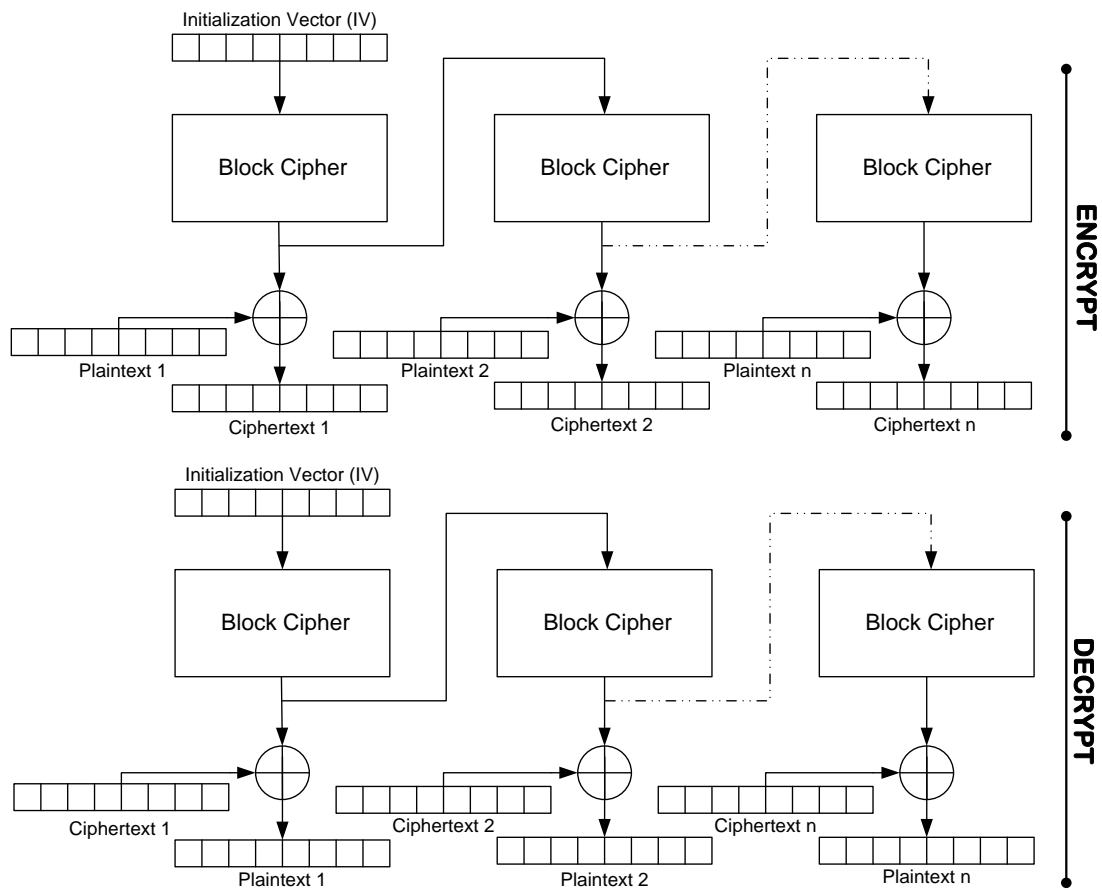 Initialization Vector (IV)
Block Cipher
Block Cipher
Block Cipher
ENCRYPT
Plaintext 1
Plaintext 2
Plaintext n
Ciphertext 1
Ciphertext 2
Ciphertext n
Initialization Vector (IV)
Block Cipher
Block Cipher
Block Cipher
DECRYPT
Ciphertext 1
Ciphertext 2
Ciphertext n
Plaintext 1
Plaintext 2
Plaintext n